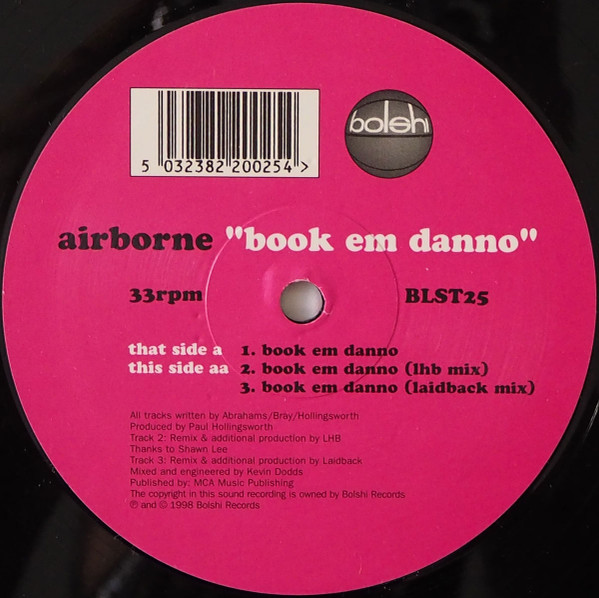 5 032382 200254 >
bolshi
airborne "book em danno"
33rpm BLST25
that side a 1. book em danno
this side aa 2. book em danno (lhb mix)
3. book em danno (laidback mix)
All tracks written by Abrahams/Bray/Hollingsworth
Produced by Paul Hollingsworth
Track 2: Remix & additional production by LHB
Thanks to Shawn Lee
Track 3: Remix & additional production by Laidback
Mixed and engineered by Kevin Dodds
Published by: MCA Music Publishing
The copyright in this sound recording is owned by Bolshi Records
℗ and © 1998 Bolshi Records